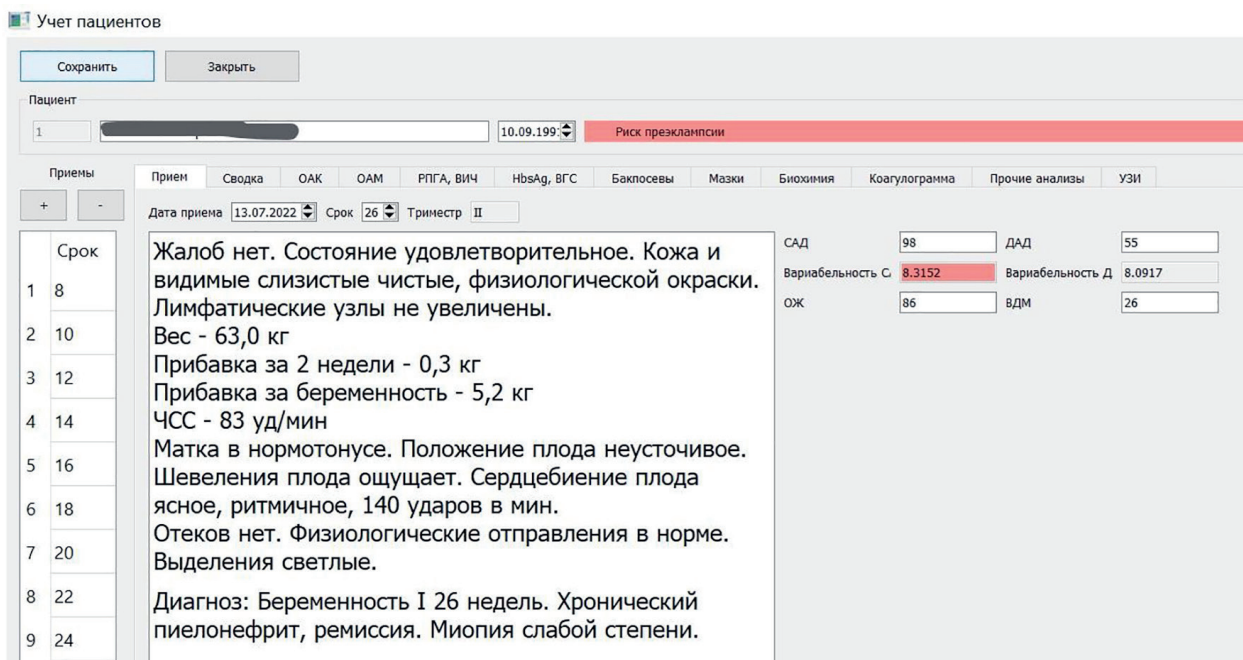 Учет пациентов
Сохранить
Закрыть
Пациент
1
10.09.199
Риск преэклампсии
Приемы
+
-
Прием
Сводка
ОАК
ОАМ
РПГА, ВИЧ
HbsAg, ВГС
Бакпосевы
Мазки
Биохимия
Коагулограмма
Прочие анализы
УЗИ
Дата приема 13.07.2022 Срок 26 Триместр II
Срок
1 8
2 10
3 12
4 14
5 16
6 18
7 20
8 22
9 24
Жалоб нет. Состояние удовлетворительное. Кожа и
видимые слизистые чистые, физиологической окраски.
Лимфатические узлы не увеличены.
Вес - 63,0 кг
Прибавка за 2 недели - 0,3 кг
Прибавка за беременность - 5,2 кг
ЧСС - 83 уд/мин
Матка в нормотонусе. Положение плода неусточивое.
Шевеления плода ощущает. Сердцебиение плода
ясное, ритмичное, 140 ударов в мин.
Отеков нет. Физиологические отправления в норме.
Выделения светлые.
Диагноз: Беременность I 26 недель. Хронический
пиелонефрит, ремиссия. Миопия слабой степени.
САД 98 ДАД 55
Вариабельность С 8.3152 Вариабельность Д 8.0917
ОЖ 86 ВДМ 26